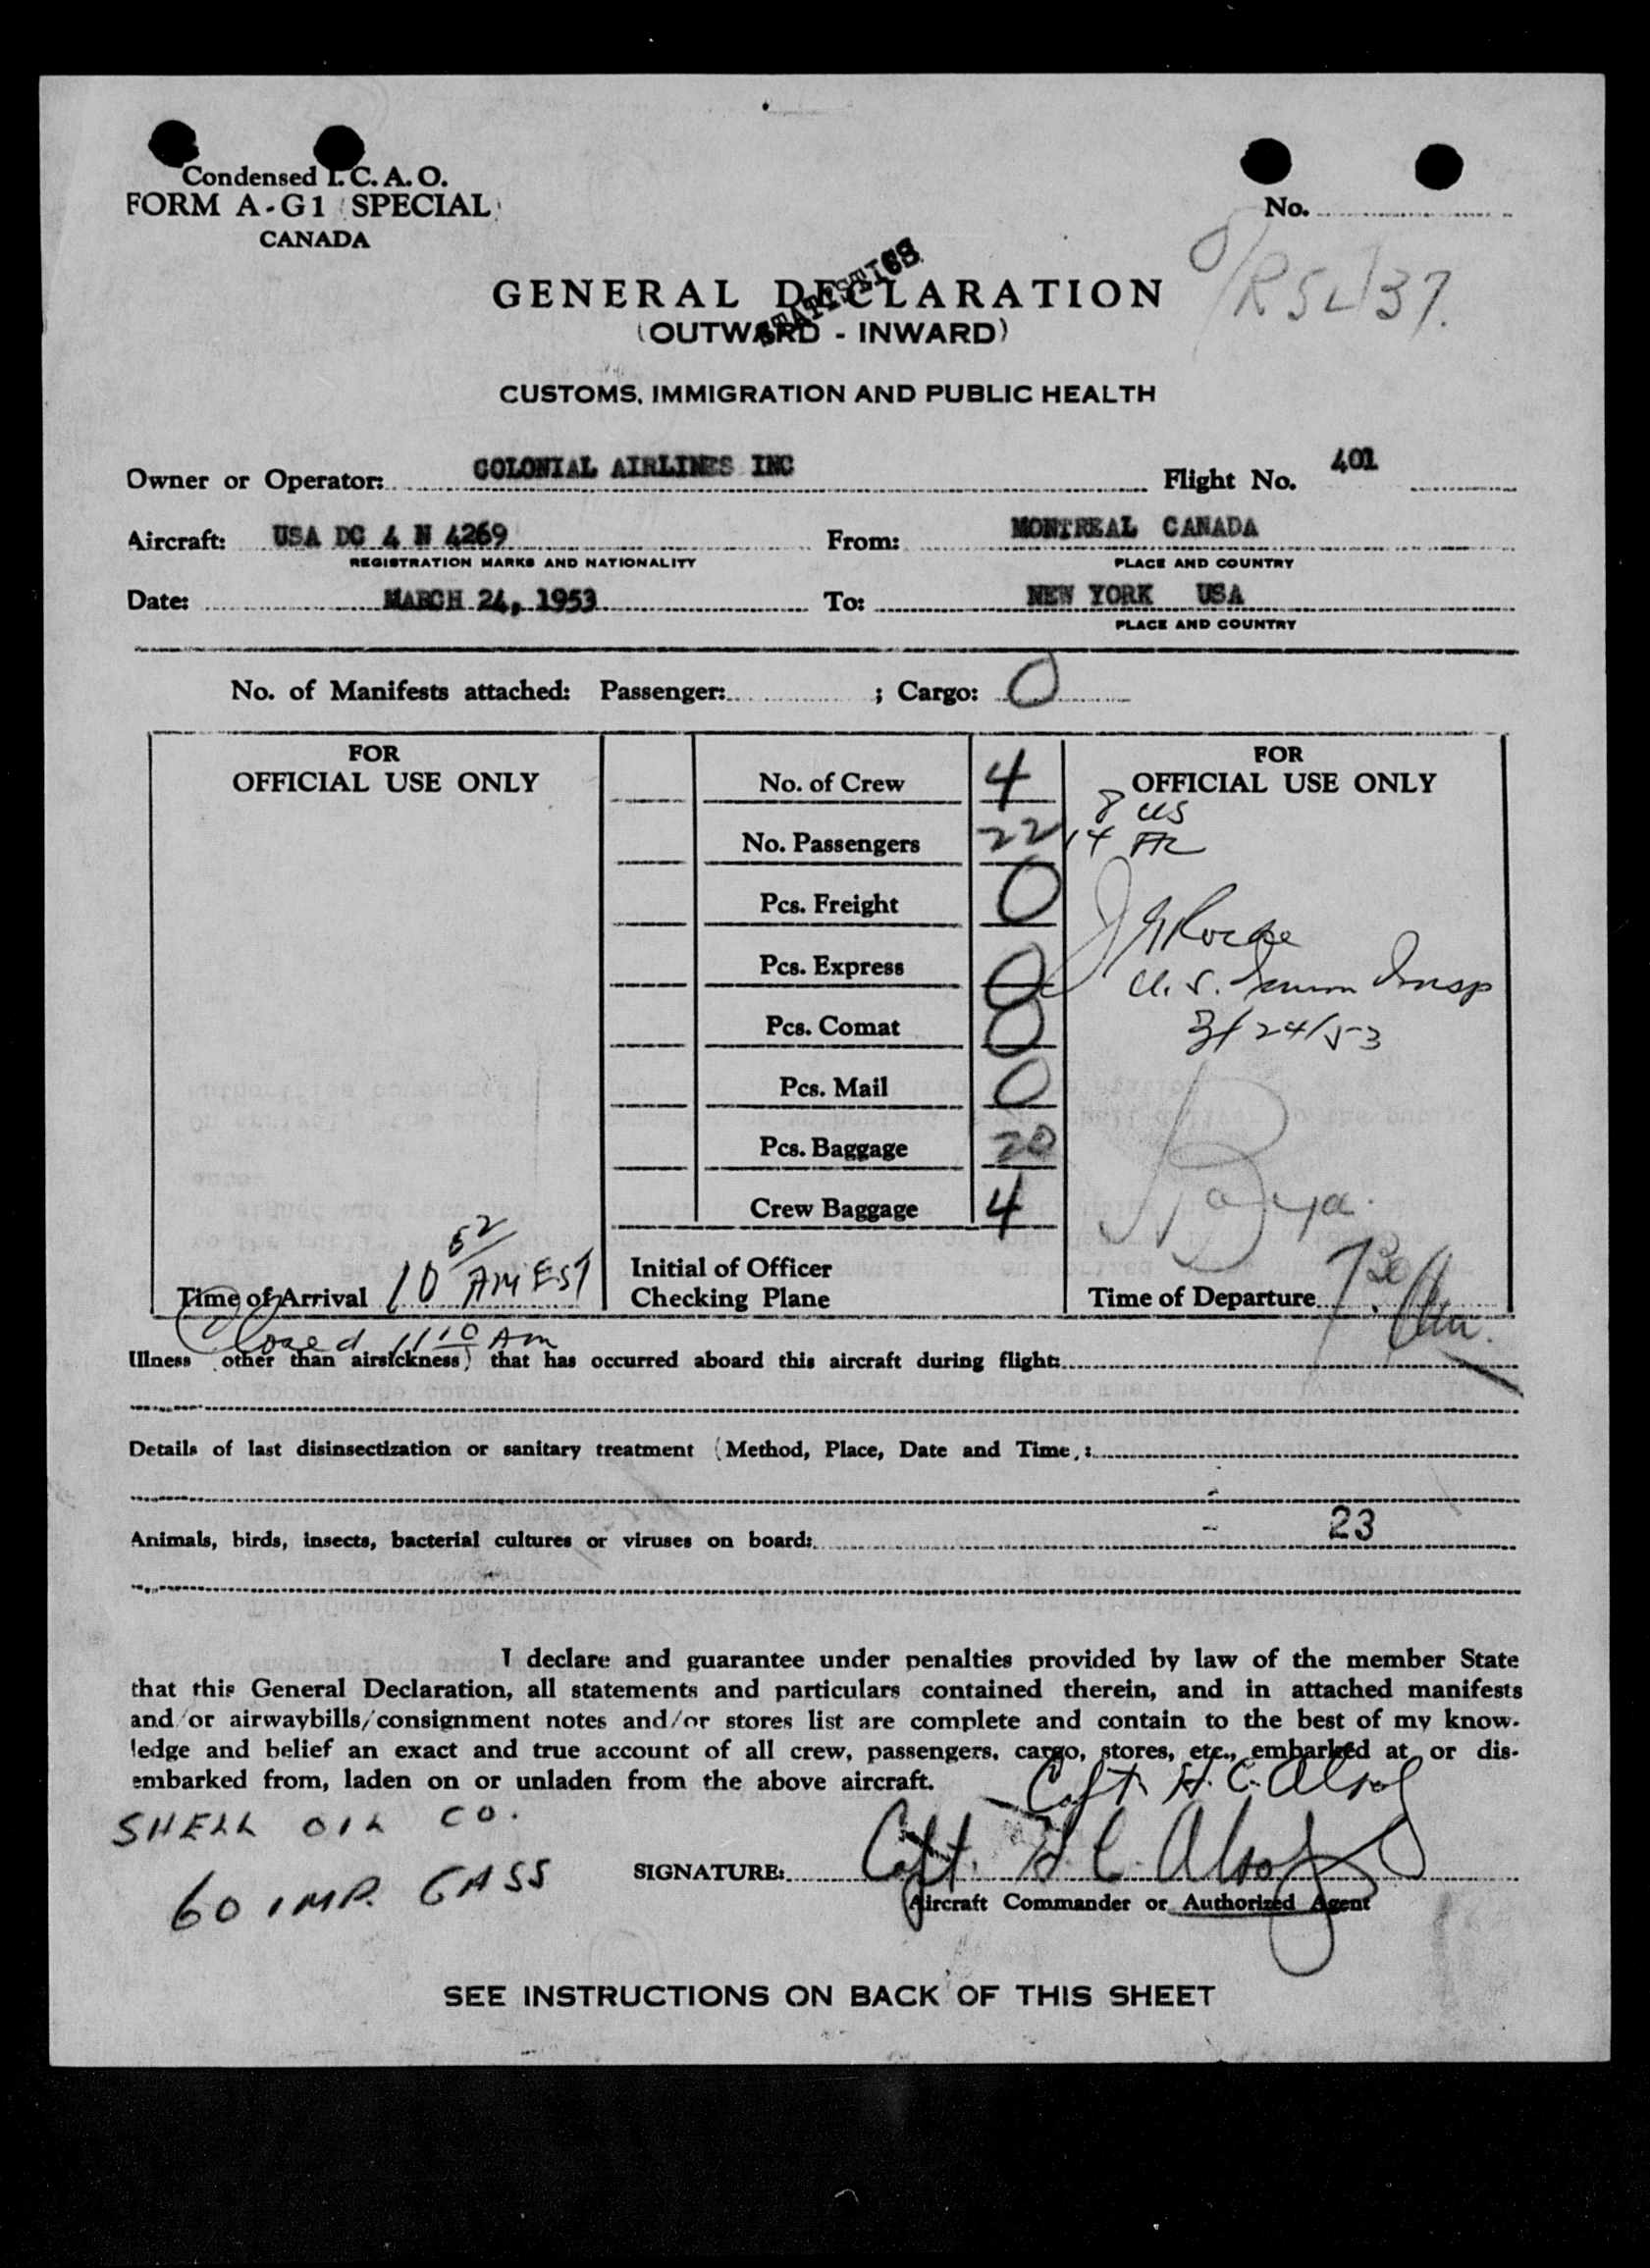 Condensed I.C.A.O.
FORM A-G1 (SPECIAL)
CANADA
No.
GENERAL DECLARATION
STATISTICS
(OUTWARD - INWARD)
CUSTOMS, IMMIGRATION AND PUBLIC HEALTH
Owner or Operator: COLONIAL AIRLINES INC Flight No. 401
Aircraft: USA DC 4 N 4269 From: MONTREAL CANADA
REGISTRATION MARKS AND NATIONALITY PLACE AND COUNTRY
Date: MARCH 24, 1953 To: NEW YORK USA
PLACE AND COUNTRY
No. of Manifests attached: Passenger: ; Cargo: 0
FOR
OFFICIAL USE ONLY
No. of Crew 4
No. Passengers 22
Pcs. Freight 0
Pcs. Express 0
Pcs. Comat 0
Pcs. Mail 0
Pcs. Baggage 20
Crew Baggage 4
Initial of Officer
Checking Plane
FOR
OFFICIAL USE ONLY
8 US
14
U.S. Immin Insp
3/24/53
Time of Arrival 10 52 AM EST
Closed 11 10 AM
Time of Departure
Illness (other than airsickness) that has occurred aboard this aircraft during flight:
Details of last disinsectization or sanitary treatment (Method, Place, Date and Time):
23
Animals, birds, insects, bacterial cultures or viruses on board:
I declare and guarantee under penalties provided by law of the member State
that this General Declaration, all statements and particulars contained therein, and in attached manifests
and/or airwaybills/consignment notes and/or stores list are complete and contain to the best of my know-
ledge and belief an exact and true account of all crew, passengers, cargo, stores, etc., embarked at or dis-
embarked from, laden on or unladen from the above aircraft.
Capt. H. C.
SHELL OIL CO.
60 IMP. GASS
SIGNATURE: Capt. H C.
Aircraft Commander or Authorized Agent
SEE INSTRUCTIONS ON BACK OF THIS SHEET